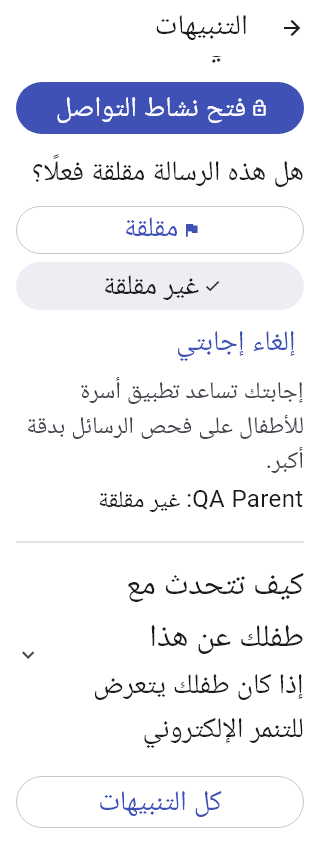 التنبيهات
فتح نشاط التواصل
هل هذه الرسالة مقلقة فعلًا؟
مقلقة
غير مقلقة
إلغاء إجابتي
إجابتك تساعد تطبيق أسرة
للأطفال على فحص الرسائل بدقة
أكبر.
QA Parent: غير مقلقة
كيف تتحدث مع
طفلك عن هذا
إذا كان طفلك يتعرض
للتنمر الإلكتروني
كل التنبيهات